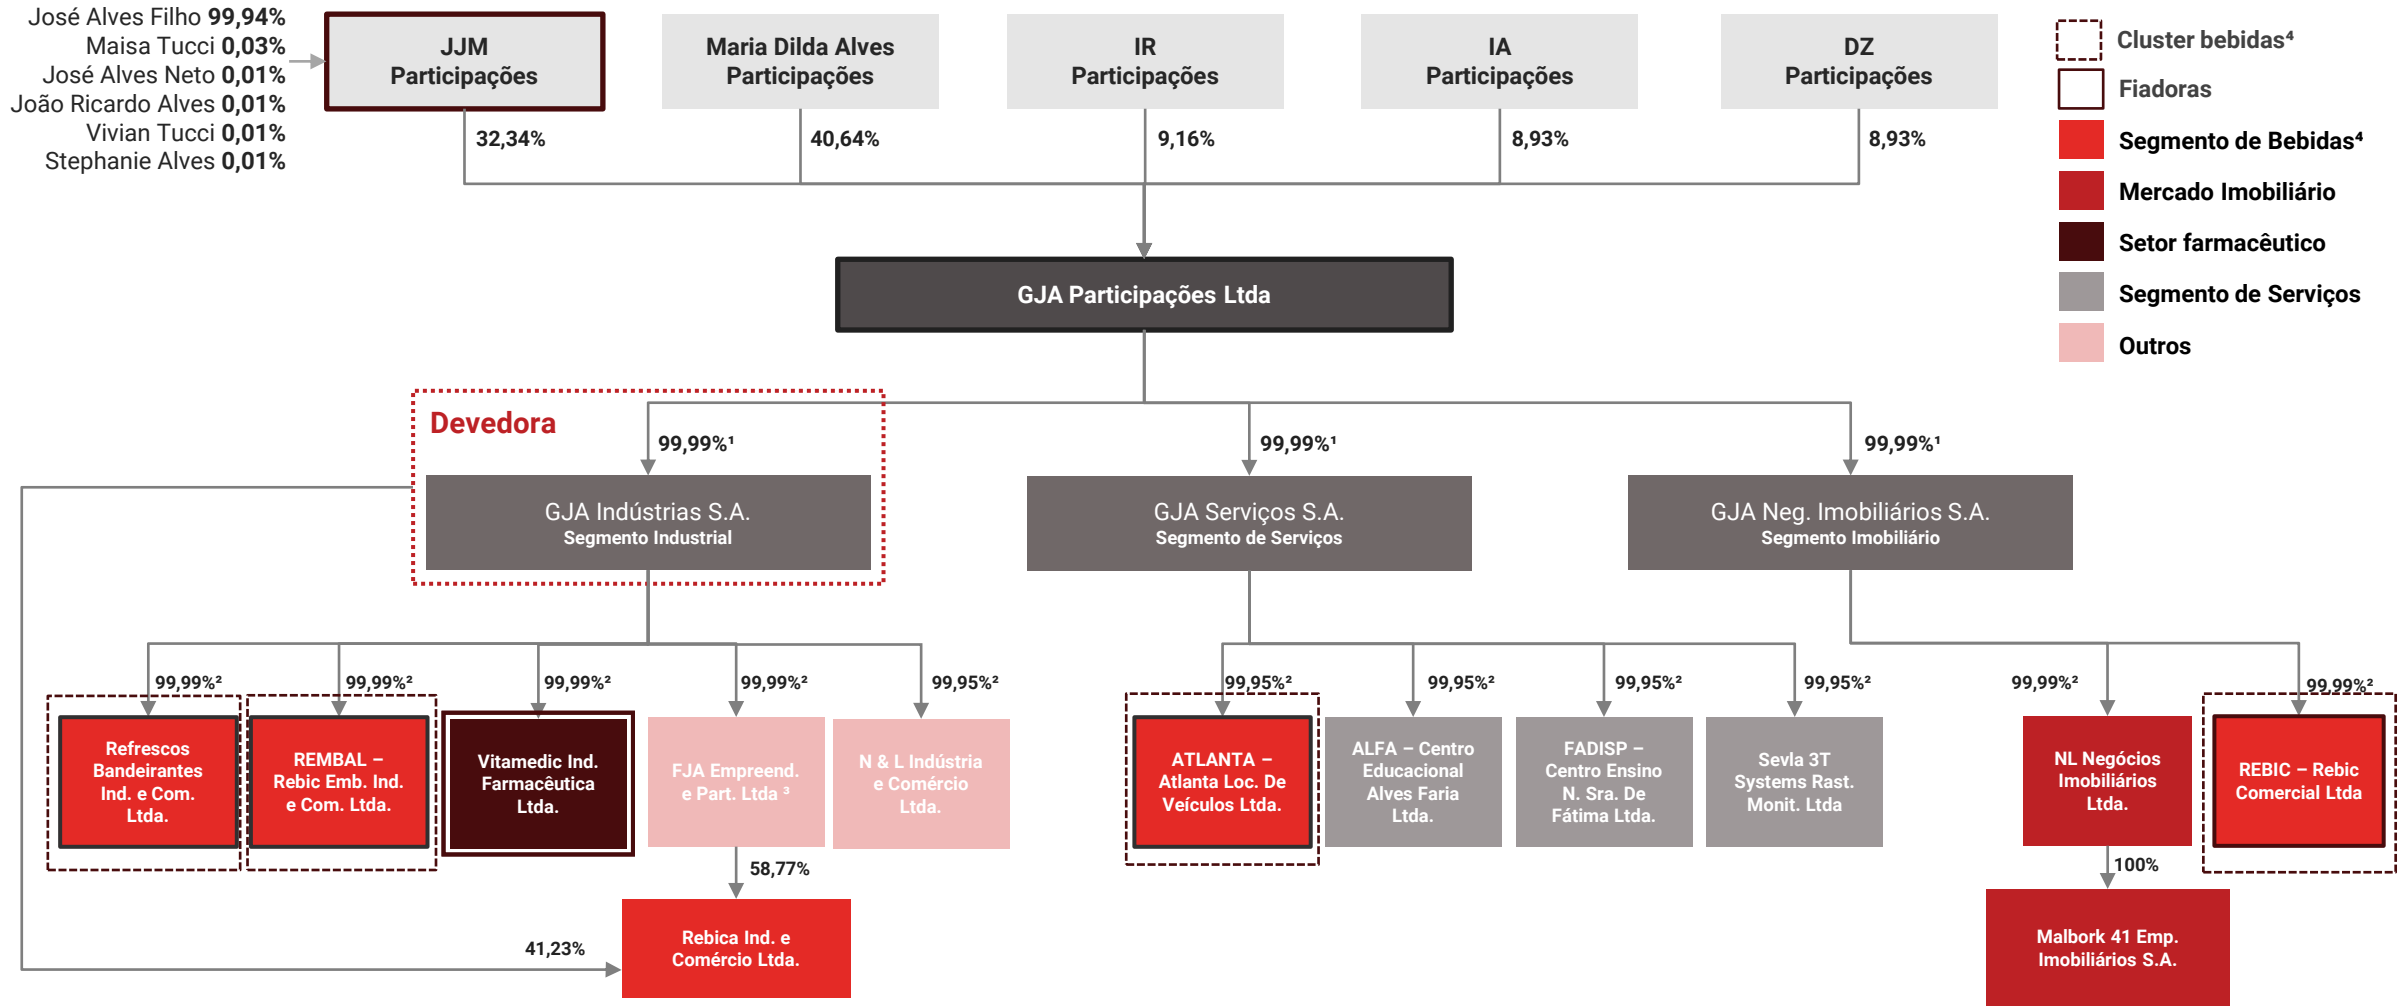 José Alves Filho 99,94%
Maisa Tucci 0,03%
José Alves Neto 0,01%
João Ricardo Alves 0,01%
Vivian Tucci 0,01%
Stephanie Alves 0,01%
JJM
Participações
Maria Dilda Alves
Participações
IR
Participações
IA
Participações
DZ
Participações
Cluster bebidas⁴
Fiadoras
Segmento de Bebidas⁴
Mercado Imobiliário
Setor farmacêutico
Segmento de Serviços
Outros
32,34%
40,64%
9,16%
8,93%
8,93%
GJA Participações Ltda
Devedora
99,99%¹
99,99%¹
99,99%¹
GJA Indústrias S.A.
Segmento Industrial
GJA Serviços S.A.
Segmento de Serviços
GJA Neg. Imobiliários S.A.
Segmento Imobiliário
99,99%²
99,99%²
99,99%²
99,99%²
99,95%²
99,95%²
99,95%²
99,95%²
99,95%²
99,99%²
99,99%²
Refrescos
Bandeirantes
Ind. e Com.
Ltda.
REMBAL –
Rebic Emb. Ind.
e Com. Ltda.
Vitamedic Ind.
Farmacêutica
Ltda.
FJA Empreend.
e Part. Ltda ³
N & L Indústria
e Comércio
Ltda.
ATLANTA –
Atlanta Loc. De
Veículos Ltda.
ALFA – Centro
Educacional
Alves Faria
Ltda.
FADISP –
Centro Ensino
N. Sra. De
Fátima Ltda.
Sevla 3T
Systems Rast.
Monit. Ltda
NL Negócios
Imobiliários
Ltda.
REBIC – Rebic
Comercial Ltda
58,77%
100%
41,23%
Rebica Ind. e
Comércio Ltda.
Malbork 41 Emp.
Imobiliários S.A.